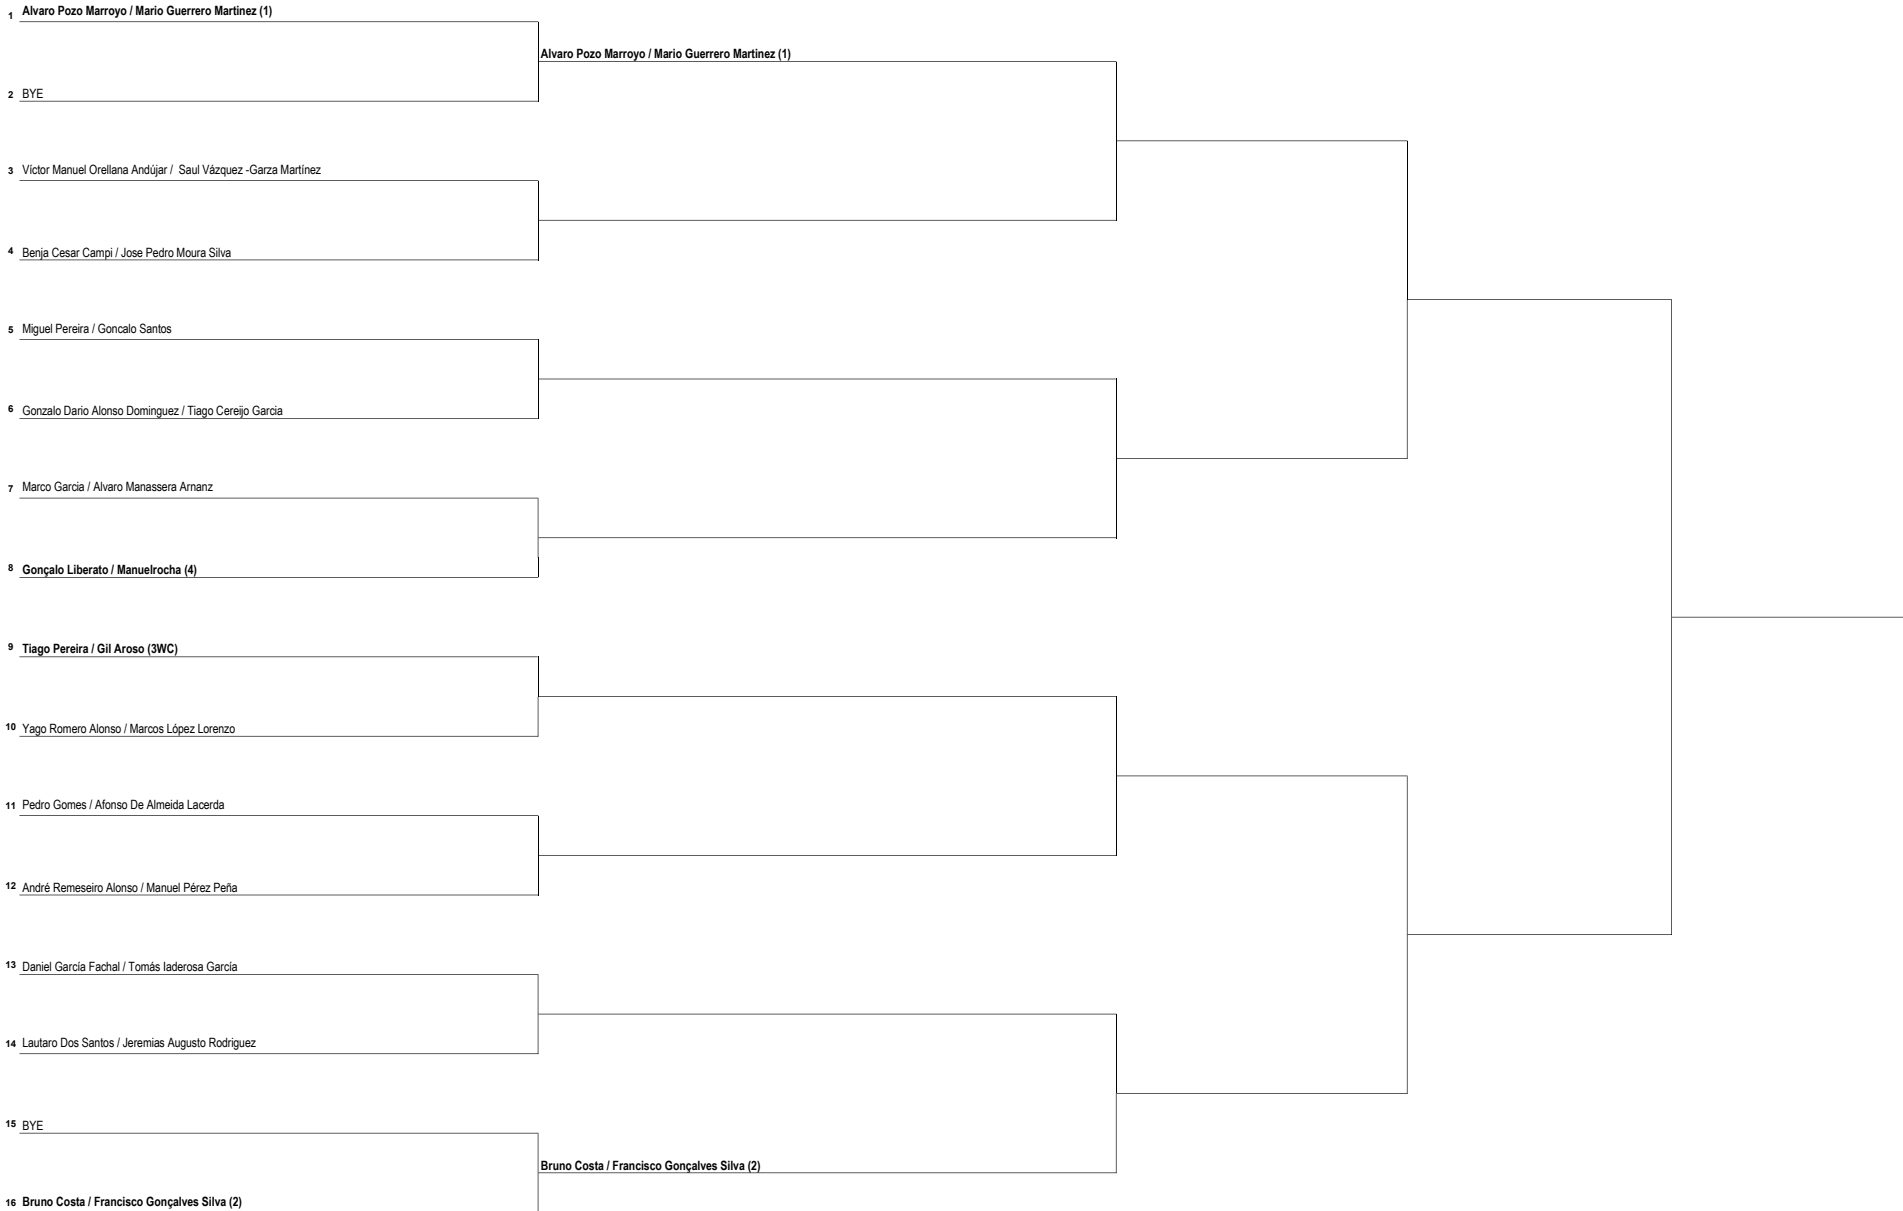 1 Alvaro Pozo Marroyo / Mario Guerrero Martinez (1)
Alvaro Pozo Marroyo / Mario Guerrero Martinez (1)
2 BYE
3 Víctor Manuel Orellana Andújar / Saul Vázquez -Garza Martínez
4 Benja Cesar Campi / Jose Pedro Moura Silva
5 Miguel Pereira / Goncalo Santos
6 Gonzalo Dario Alonso Dominguez / Tiago Cereijo Garcia
7 Marco Garcia / Alvaro Manassera Arnanz
8 Gonçalo Liberato / Manuelrocha (4)
9 Tiago Pereira / Gil Aroso (3WC)
10 Yago Romero Alonso / Marcos López Lorenzo
11 Pedro Gomes / Afonso De Almeida Lacerda
12 André Remeseiro Alonso / Manuel Pérez Peña
13 Daniel García Fachal / Tomás Iaderosa García
14 Lautaro Dos Santos / Jeremias Augusto Rodriguez
15 BYE
Bruno Costa / Francisco Gonçalves Silva (2)
16 Bruno Costa / Francisco Gonçalves Silva (2)